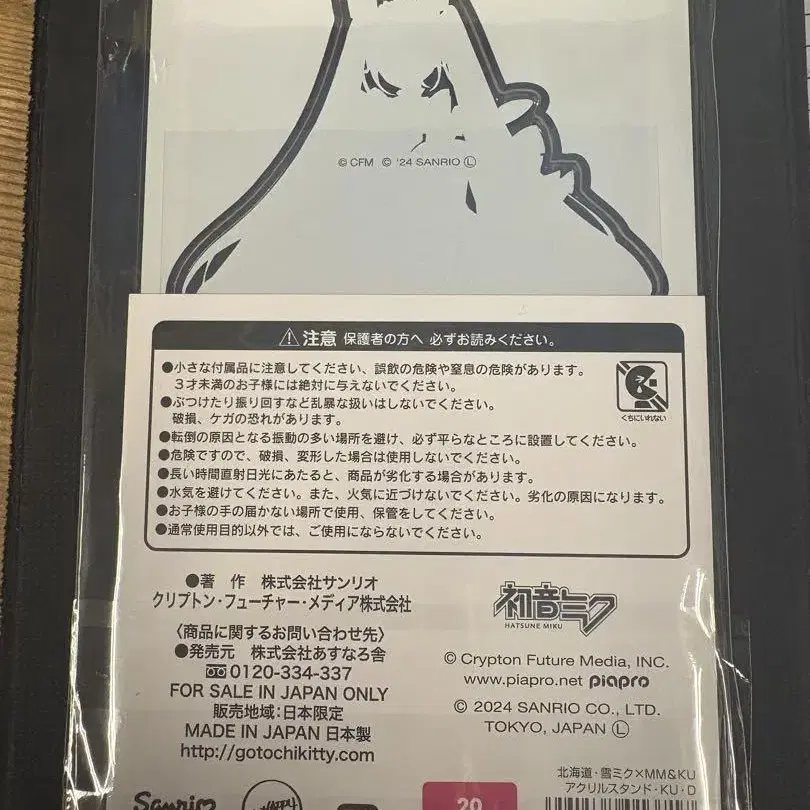 © CFM © '24 SANRIO Ⓛ
⚠注意 保護者の方へ 必ずお読みください。
●小さな付属品に注意してください、誤飲の危険や窒息の危険があります。
３才未満のお子様には絶対に与えないでください。
●ぶつけたり振り回すなど乱暴な扱いはしないでください。
破損、ケガの恐れがあります。
くちにいれない
●転倒の原因となる振動の多い場所を避け、必ず平らなところに設置してください。
●危険ですので、破損、変形した場合は使用しないでください。
●長い時間直射日光にあたると、商品が劣化する場合があります。
●水気を避けてください。また、火気に近づけないでください。劣化の原因になります。
●お子様の手の届かない場所で使用、保管をしてください。
●通常使用目的以外では、ご使用にならないでください。
●著 作 株式会社サンリオ
クリプトン・フューチャー・メディア株式会社
〈商品に関するお問い合わせ先〉
●発売元 株式会社あすなろ舎
0120-334-337
FOR SALE IN JAPAN ONLY
販売地域:日本限定
MADE IN JAPAN 日本製
http://gotochikitty.com
初音ミク
HATSUNE MIKU
© Crypton Future Media, INC.
www.piapro.net piapro
© 2024 SANRIO CO., LTD.
TOKYO, JAPAN Ⓛ
北海道・雪ミク×MM&KU
アクリルスタンド・KU・D
Sanrio
HAPPY
20